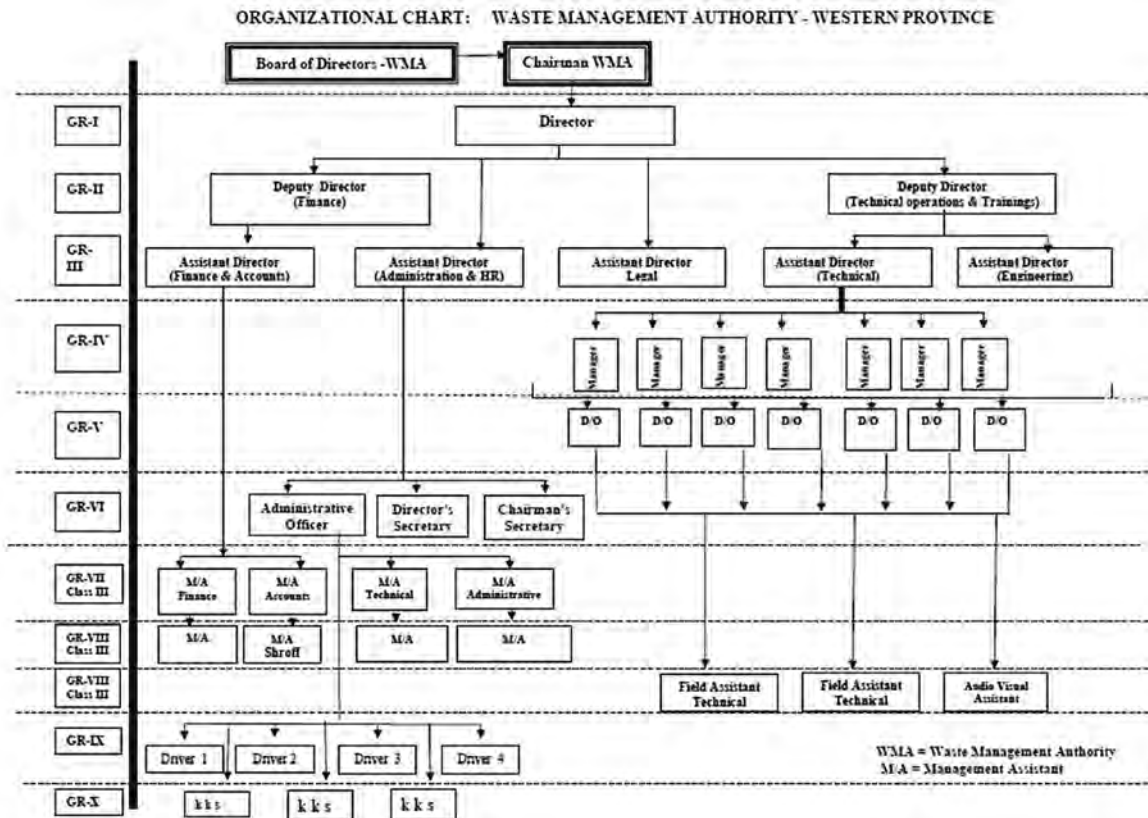 ORGANIZATIONAL CHART: WASTE MANAGEMENT AUTHORITY - WESTERN PROVINCE
Board of Directors -WMA
Chairman WMA
GR-I
Director
GR-II
Deputy Director
(Finance)
Deputy Director
(Technical operations & Trainings)
GR-
III
Assistant Director
(Finance & Accounts)
Assistant Director
(Administration & HR)
Assistant Director
Legal
Assistant Director
(Technical)
Assistant Director
(Engineering)
GR-IV
Manager
Manager
Manager
Manager
Manager
Manager
Manager
GR-V
D/O
D/O
D/O
D/O
D/O
D/O
D/O
GR-VI
Administrative
Officer
Director's
Secretary
Chairman's
Secretary
GR-VII
Class III
M/A
Finance
M/A
Accounts
M/A
Technical
M/A
Administrative
GR-VIII
Class III
M/A
M/A
Shroff
M/A
M/A
GR-VIII
Class III
Field Assistant
Technical
Field Assistant
Technical
Audio Visual
Assistant
GR-IX
Driver 1
Driver 2
Driver 3
Driver 4
WMA = Waste Management Authority
M/A = Management Assistant
GR-X
k k s
k k s
k k s